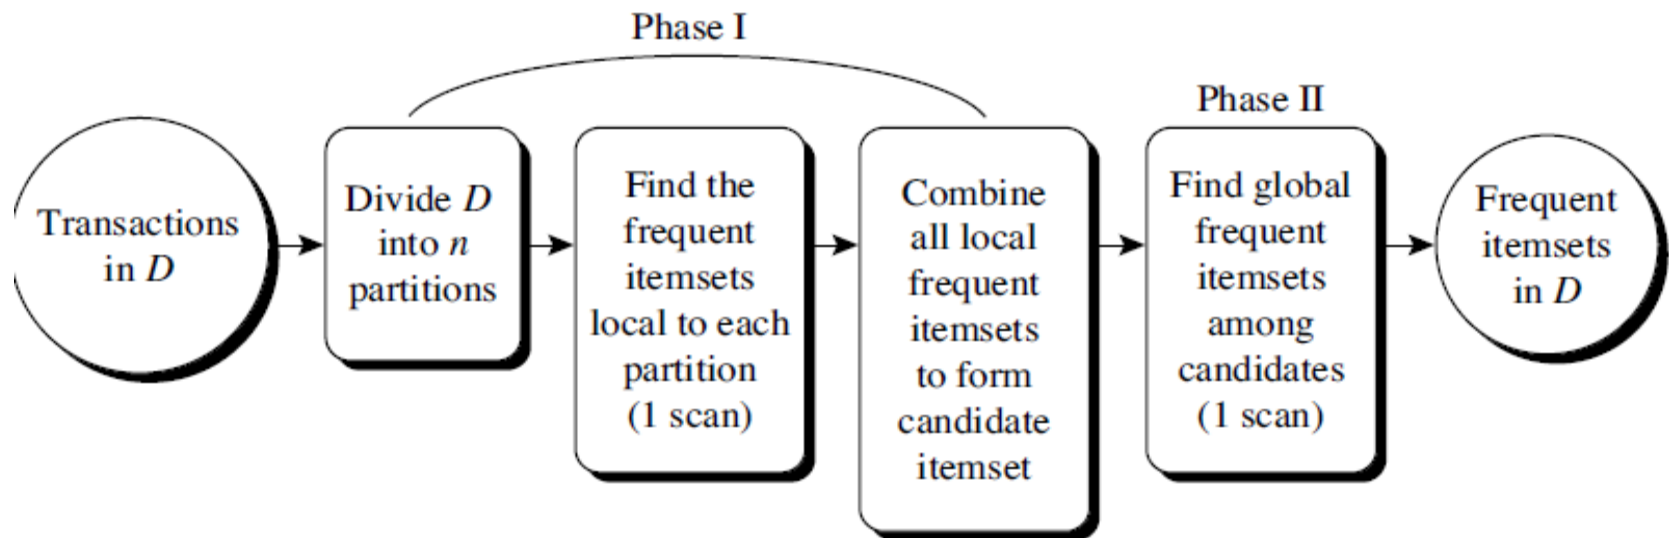 Phase I
Phase II
Transactions
in D
Divide D
into n
partitions
Find the
frequent
itemsets
local to each
partition
(1 scan)
Combine
all local
frequent
itemsets
to form
candidate
itemset
Find global
frequent
itemsets
among
candidates
(1 scan)
Frequent
itemsets
in D